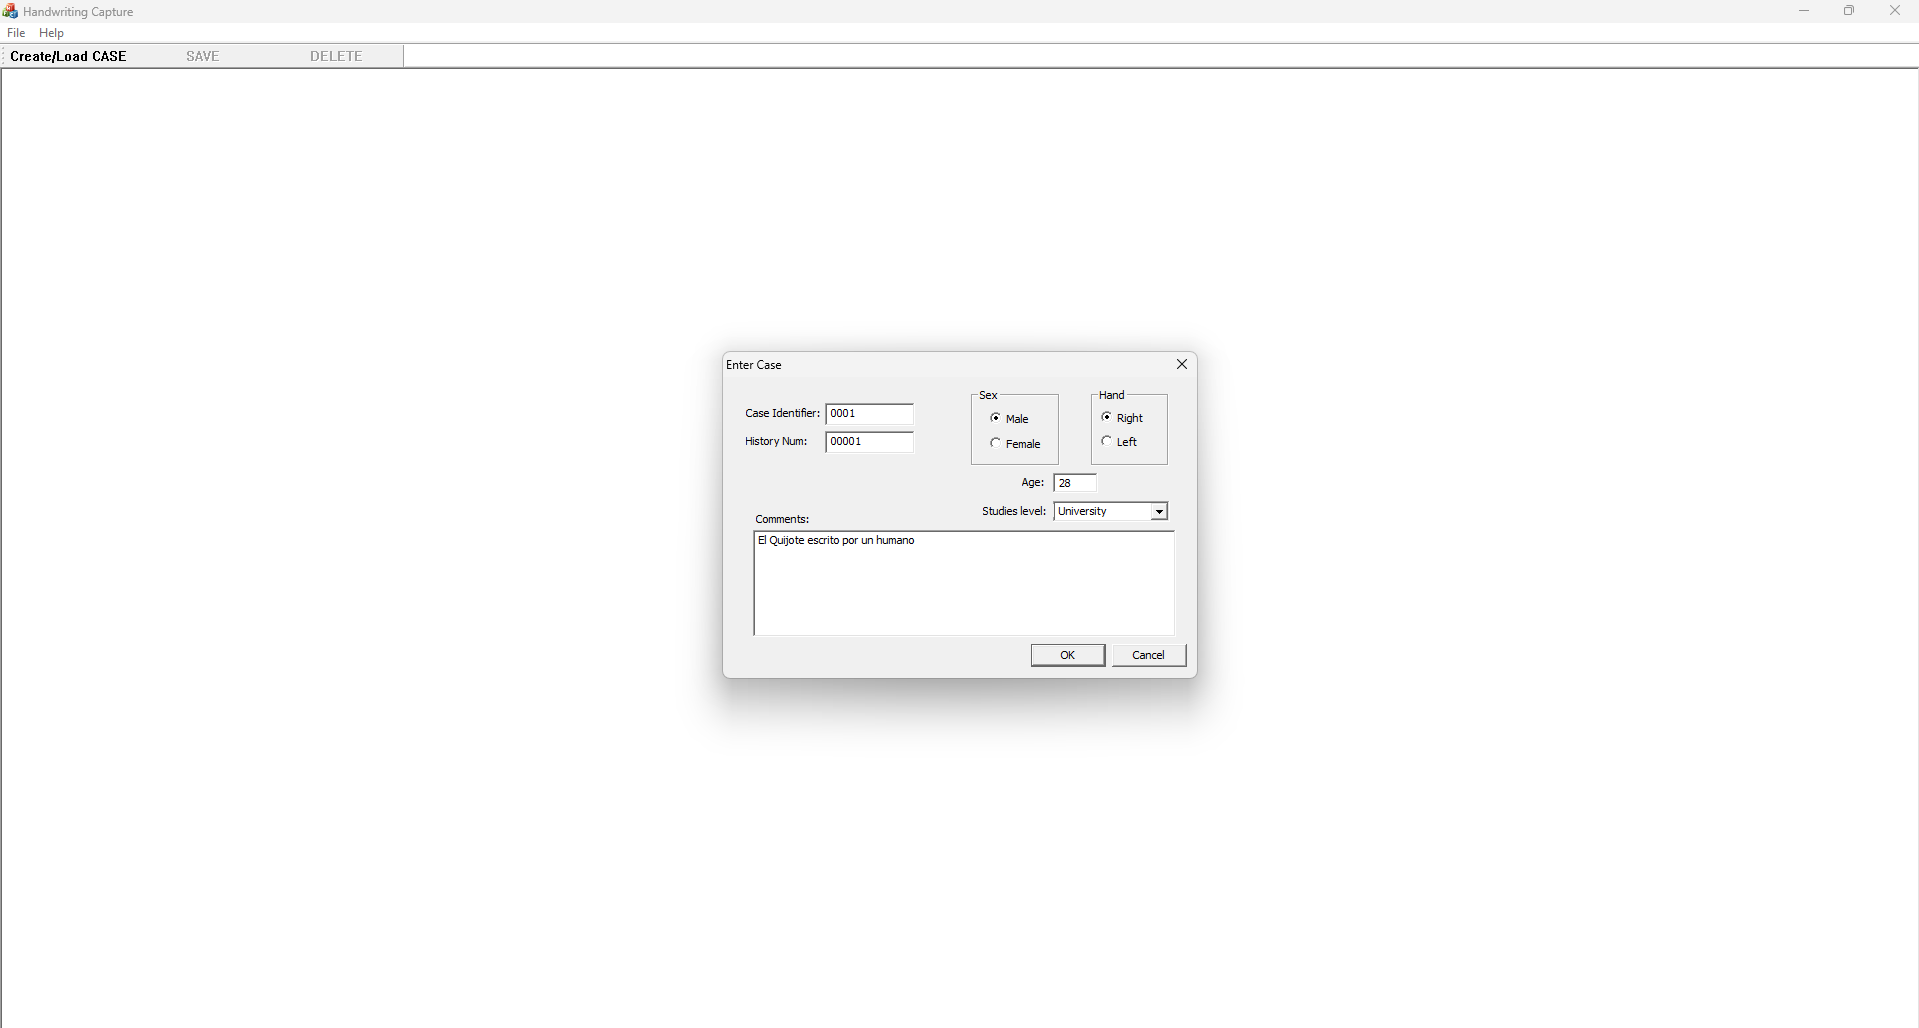 Handwriting Capture
File Help
Create/Load CASE SAVE DELETE
Enter Case
Case Identifier: 0001
History Num: 00001
Sex
Male
Female
Hand
Right
Left
Age: 28
Studies level: University
Comments:
El Quijote escrito por un humano
OK Cancel